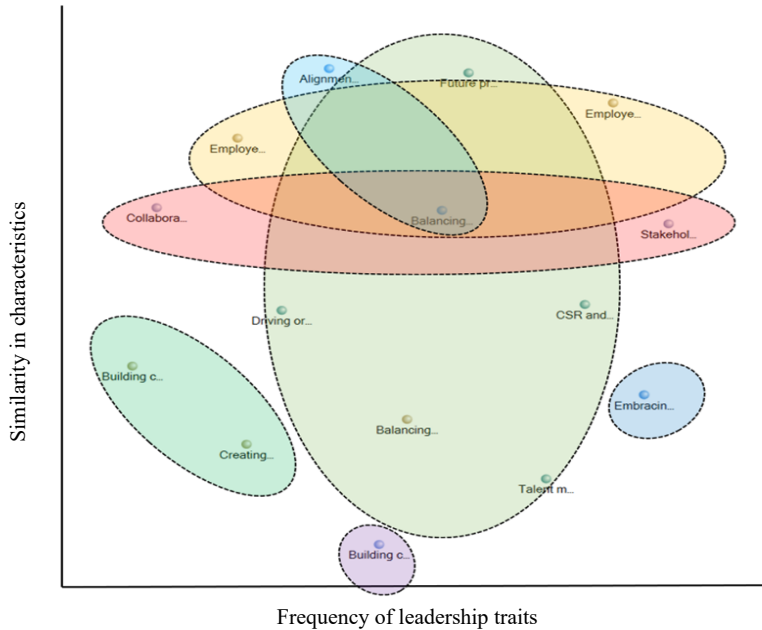 Alignmen...
Future pr...
Employe...
Employe...
Balancing...
Collabora...
Stakehol...
Driving or...
CSR and...
Building c...
Embracin...
Balancing...
Creating...
Talent m...
Building c...
Similarity in characteristics
Frequency of leadership traits